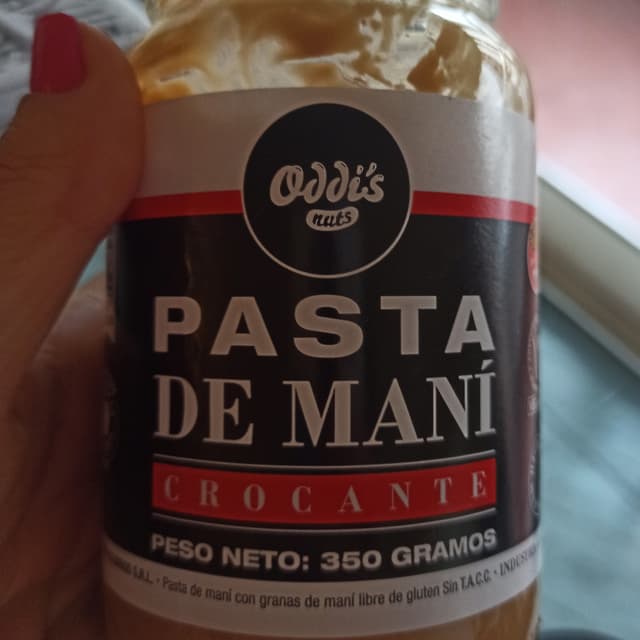 Oddi's
nuts
PASTA
DE MANÍ
CROCANTE
PESO NETO: 350 GRAMOS
S.R.L. • Pasta de maní con granas de maní libre de gluten Sin T.A.C.C. •